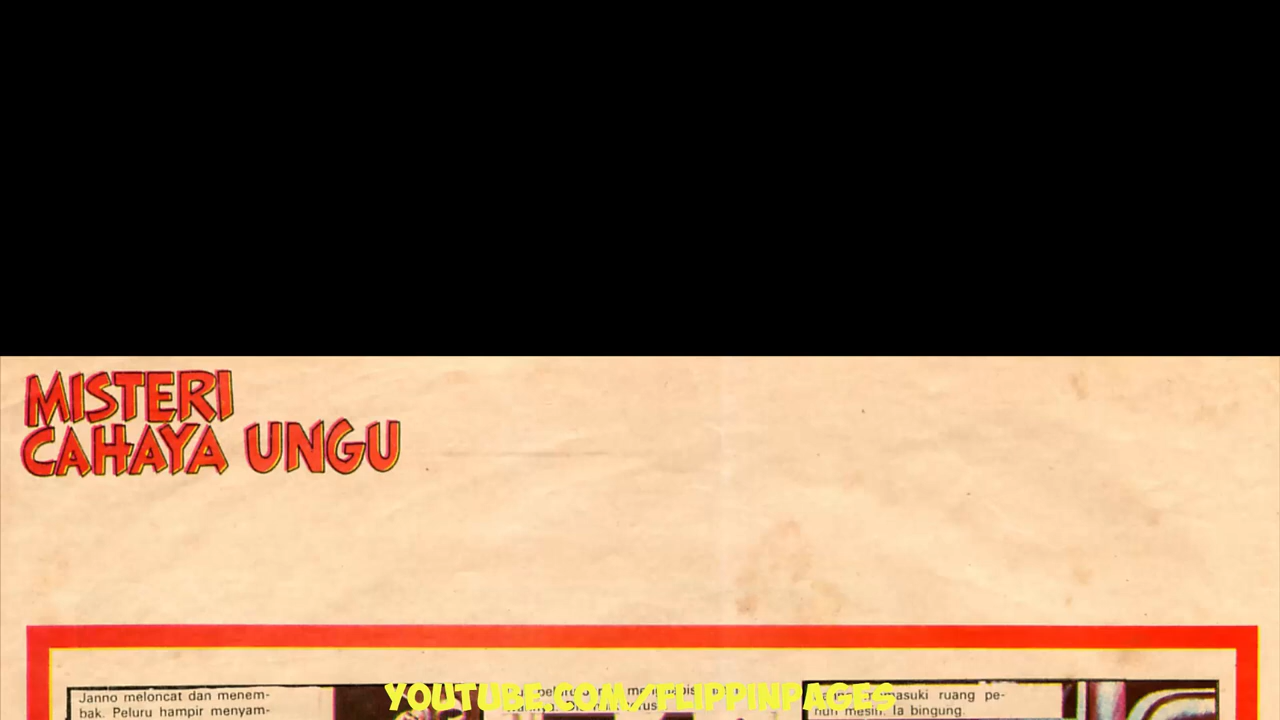 MISTERI
CAHAYA UNGU
Janno meloncat dan menem-
bak. Peluru hampir menyam-
masuki ruang pe-
nuh mesin. Ia bingung.
YOUTUBE.COM/FLIPPINPAGES